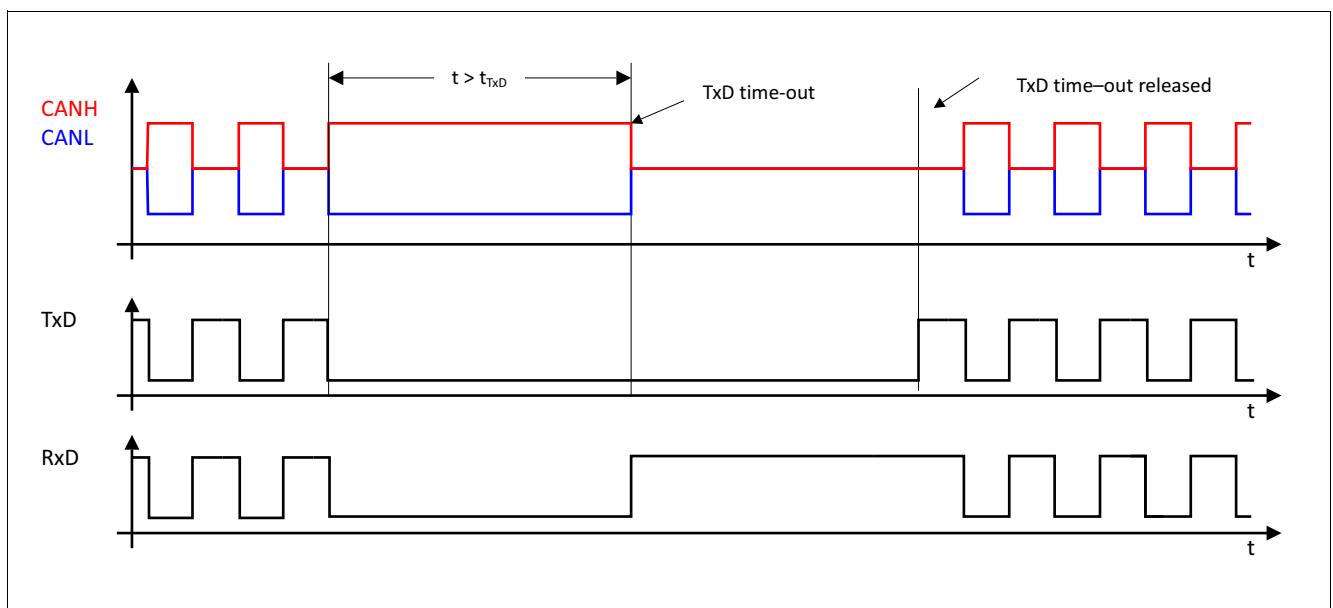 t > tTxD
TxD time-out
TxD time–out released
CANH
CANL
t
TxD
t
RxD
t